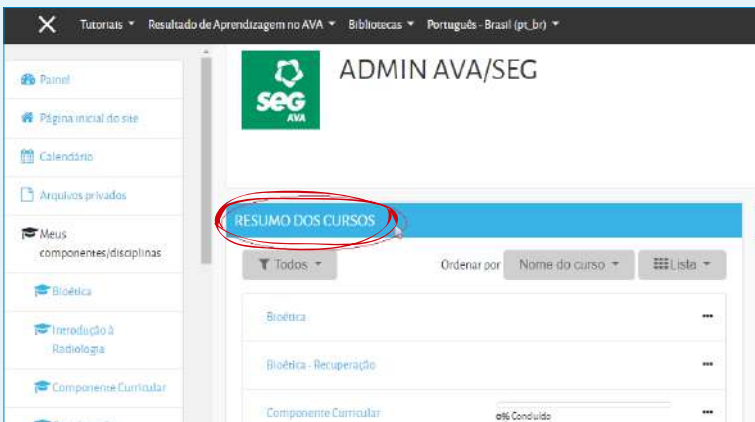 Tutoriais Resultado de Aprendizagem no AVA Bibliotecas Português - Brasil (pt_br)
Painel
Página inicial do site
Calendário
Arquivos privados
Meus
componentes/disciplinas
Bioética
Introdução à
Radiologia
Componente Curricular
seg
AVA
ADMIN AVA/SEG
RESUMO DOS CURSOS
Todos Ordenar por Nome do curso Lista
Bioética
Bioética - Recuperação
Componente Curricular 0% Concluído